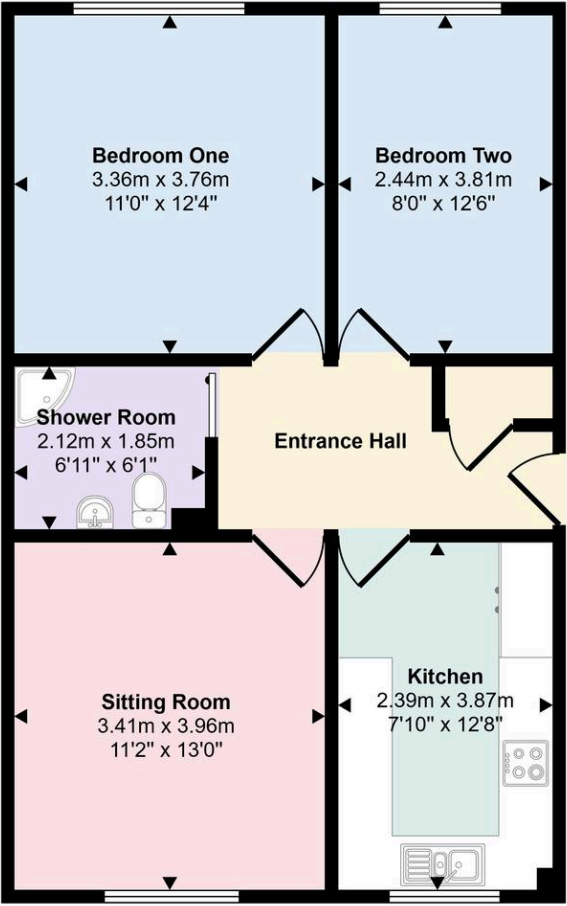 Bedroom One
3.36m x 3.76m
11'0" x 12'4"
Bedroom Two
2.44m x 3.81m
8'0" x 12'6"
Shower Room
2.12m x 1.85m
6'11" x 6'1"
Entrance Hall
Sitting Room
3.41m x 3.96m
11'2" x 13'0"
Kitchen
2.39m x 3.87m
7'10" x 12'8"